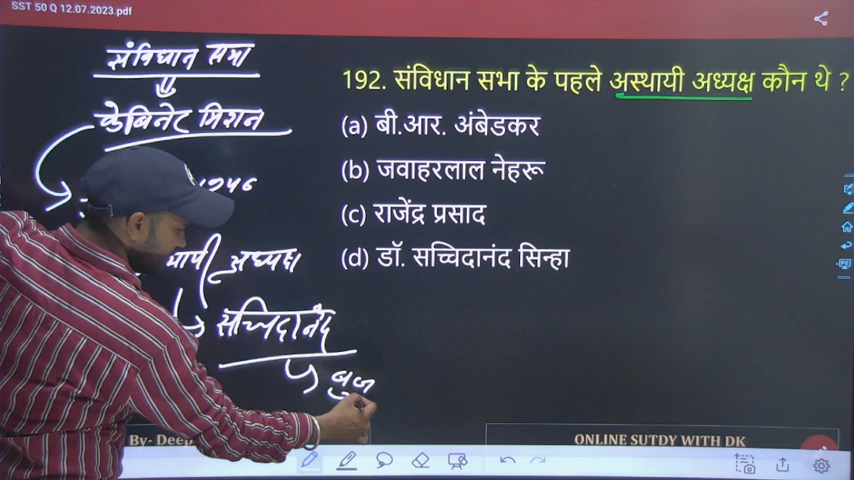 SST 50 Q 12.07.2023.pdf
संविधान सभा
केबिनेट मिशन
1946
अध्यक्ष
सच्चिदानंद
192. संविधान सभा के पहले अस्थायी अध्यक्ष कौन थे ?
(a) बी.आर. अंबेडकर
(b) जवाहरलाल नेहरू
(c) राजेंद्र प्रसाद
(d) डॉ. सच्चिदानंद सिन्हा
By- Deep
ONLINE SUTDY WITH DK